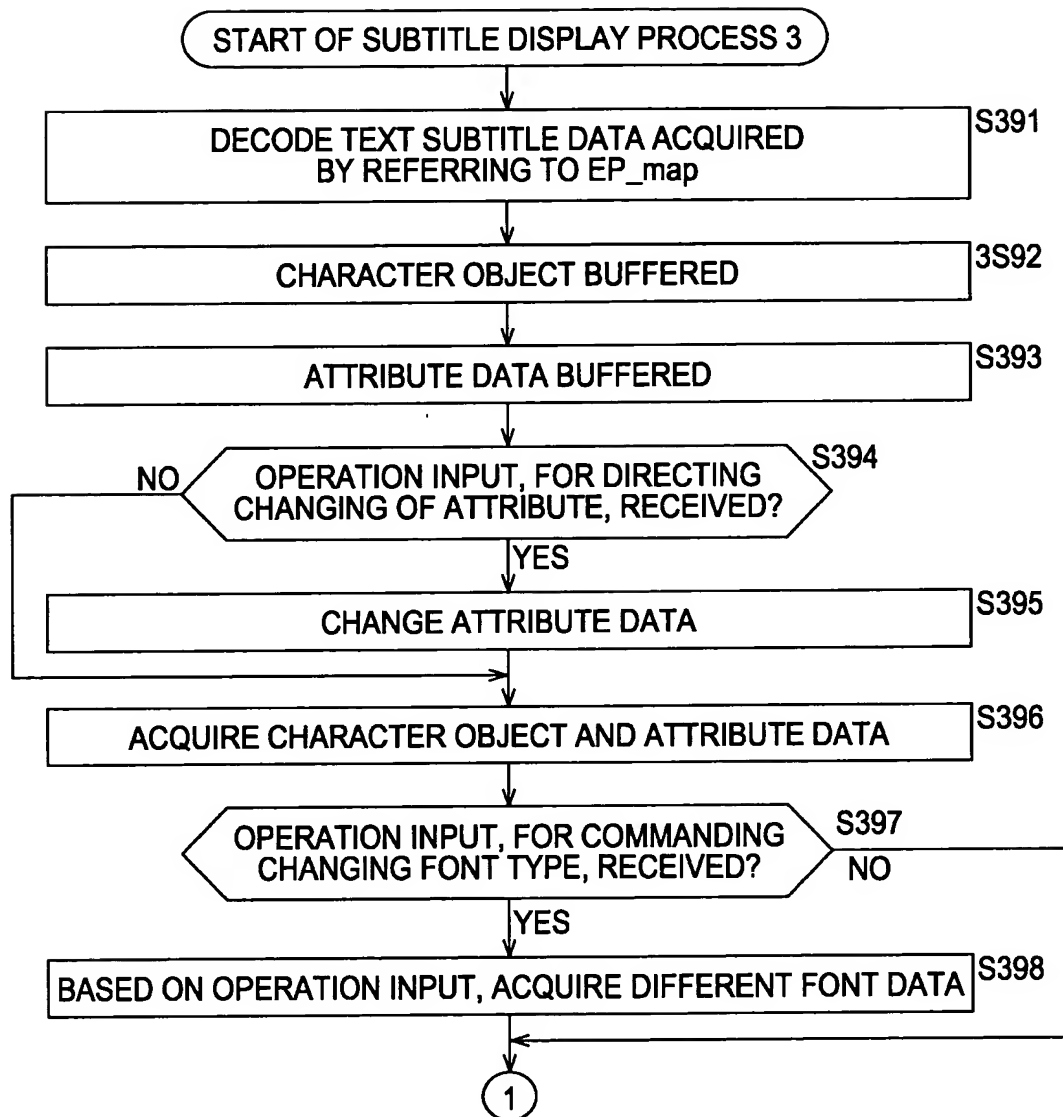 START OF SUBTITLE DISPLAY PROCESS 3
S391
DECODE TEXT SUBTITLE DATA ACQUIRED
BY REFERRING TO EP_map
3S92
CHARACTER OBJECT BUFFERED
S393
ATTRIBUTE DATA BUFFERED
S394
NO
OPERATION INPUT, FOR DIRECTING
CHANGING OF ATTRIBUTE, RECEIVED?
YES
S395
CHANGE ATTRIBUTE DATA
S396
ACQUIRE CHARACTER OBJECT AND ATTRIBUTE DATA
S397
OPERATION INPUT, FOR COMMANDING
CHANGING FONT TYPE, RECEIVED?
NO
YES
S398
BASED ON OPERATION INPUT, ACQUIRE DIFFERENT FONT DATA
1